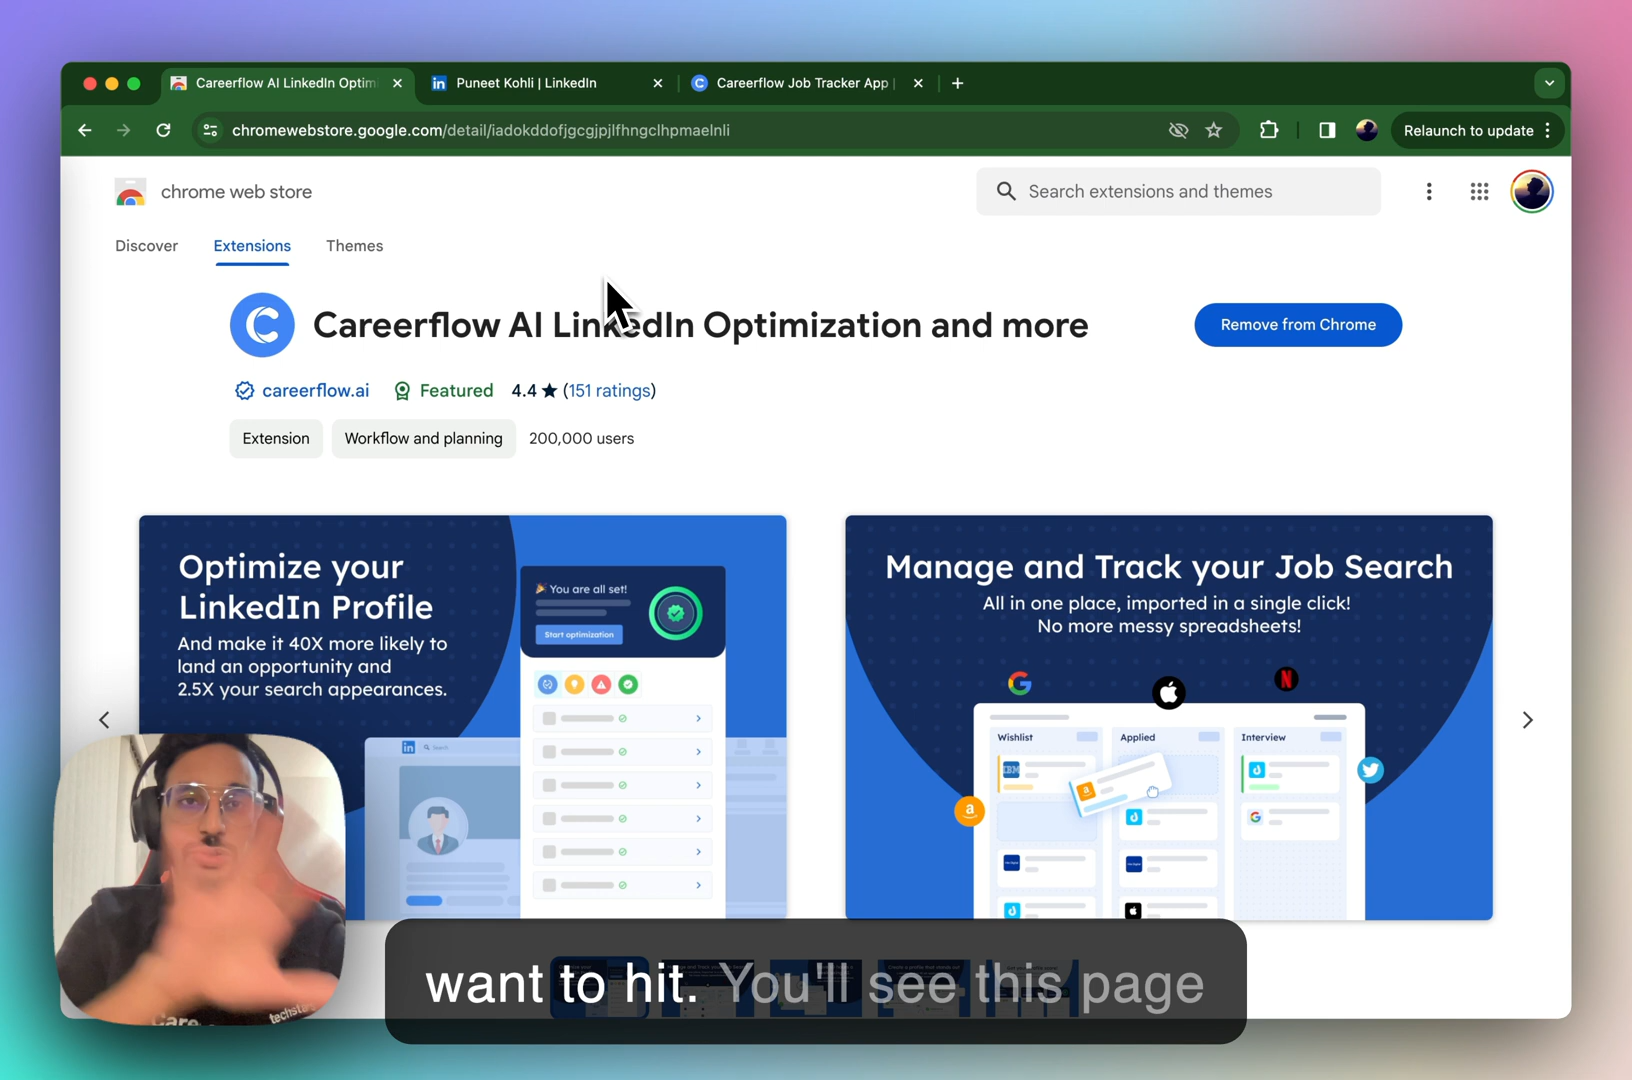 Careerflow AI LinkedIn Optimi
Puneet Kohli | LinkedIn
Careerflow Job Tracker App |
chromewebstore.google.com/detail/iadokddofjgcgjpjlfhngclhpmaelnli
Relaunch to update
chrome web store
Search extensions and themes
Discover
Extensions
Themes
Careerflow AI LinkedIn Optimization and more
Remove from Chrome
careerflow.ai
Featured
4.4 ★ (151 ratings)
Extension
Workflow and planning
200,000 users
Optimize your
LinkedIn Profile
And make it 40X more likely to
land an opportunity and
2.5X your search appearances.
You are all set!
Start optimization
in
Search
Manage and Track your Job Search
All in one place, imported in a single click!
No more messy spreadsheets!
Wishlist
Applied
Interview
IBM
want to hit. You'll see this page